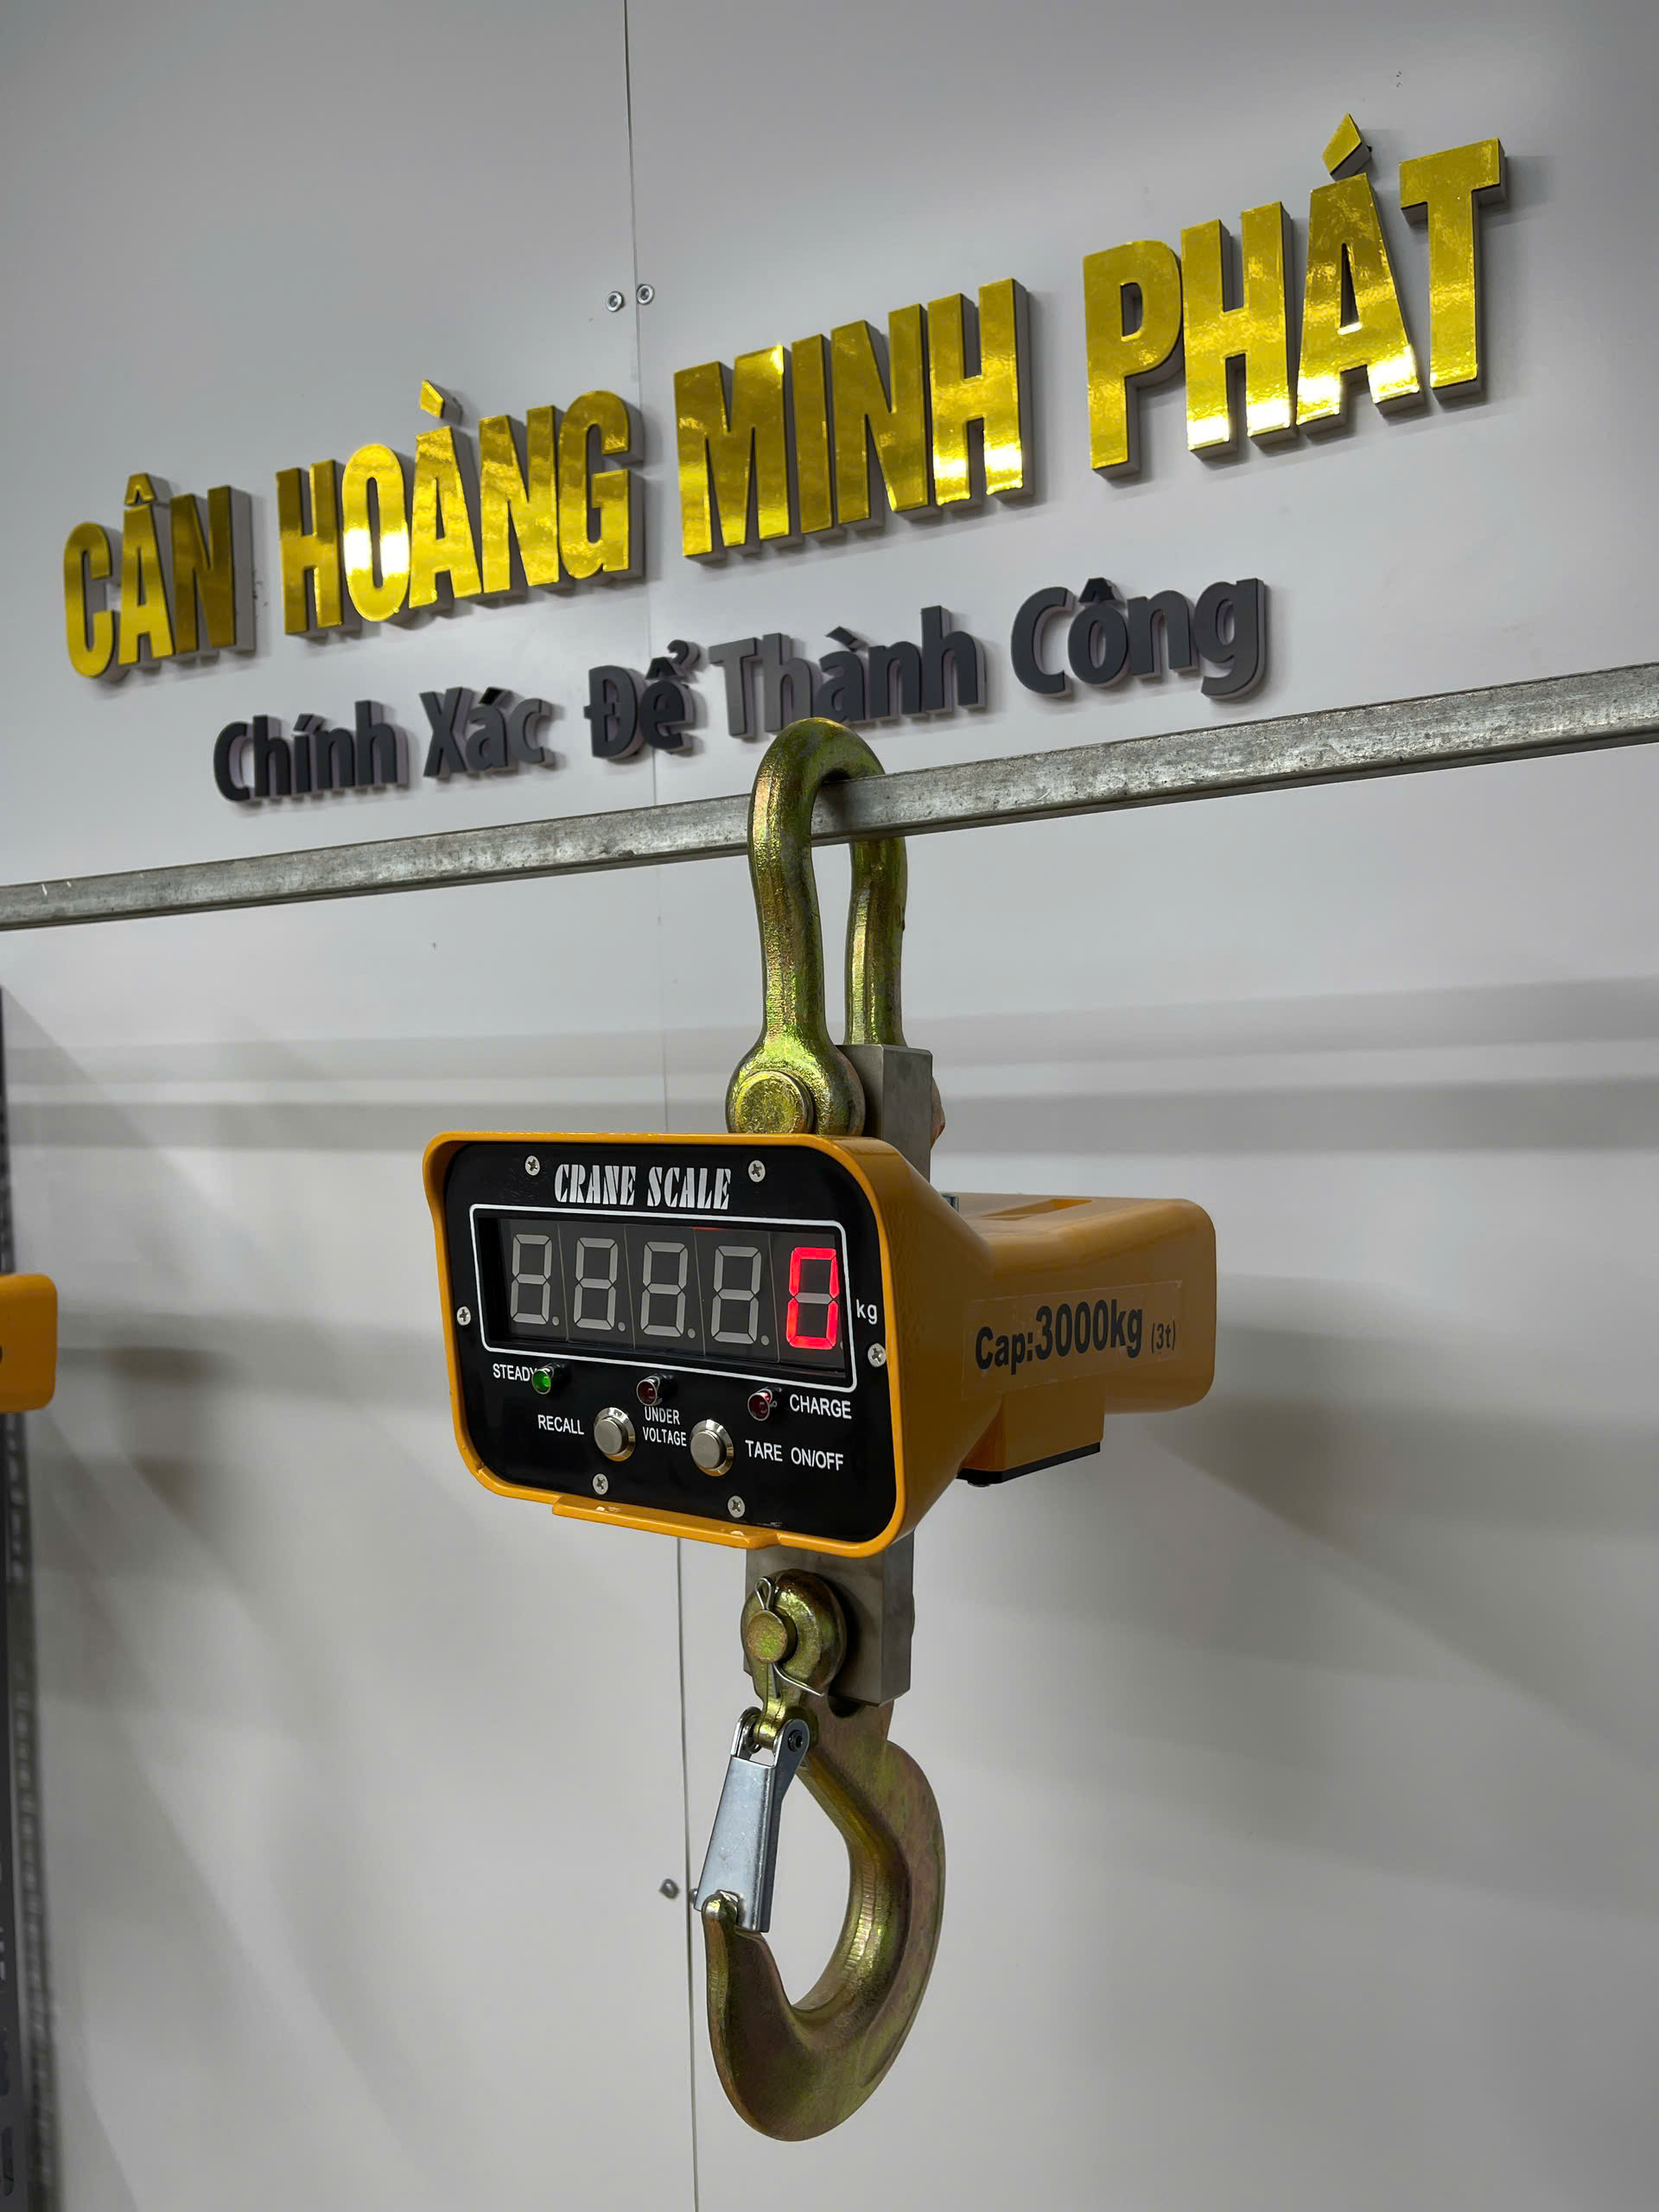 CÂN HOÀNG MINH PHÁT
Chính Xác Để Thành Công
CRANE SCALE
0 kg
STEADY
UNDER VOLTAGE
CHARGE
RECALL
TARE ON/OFF
Cap:3000kg (3t)